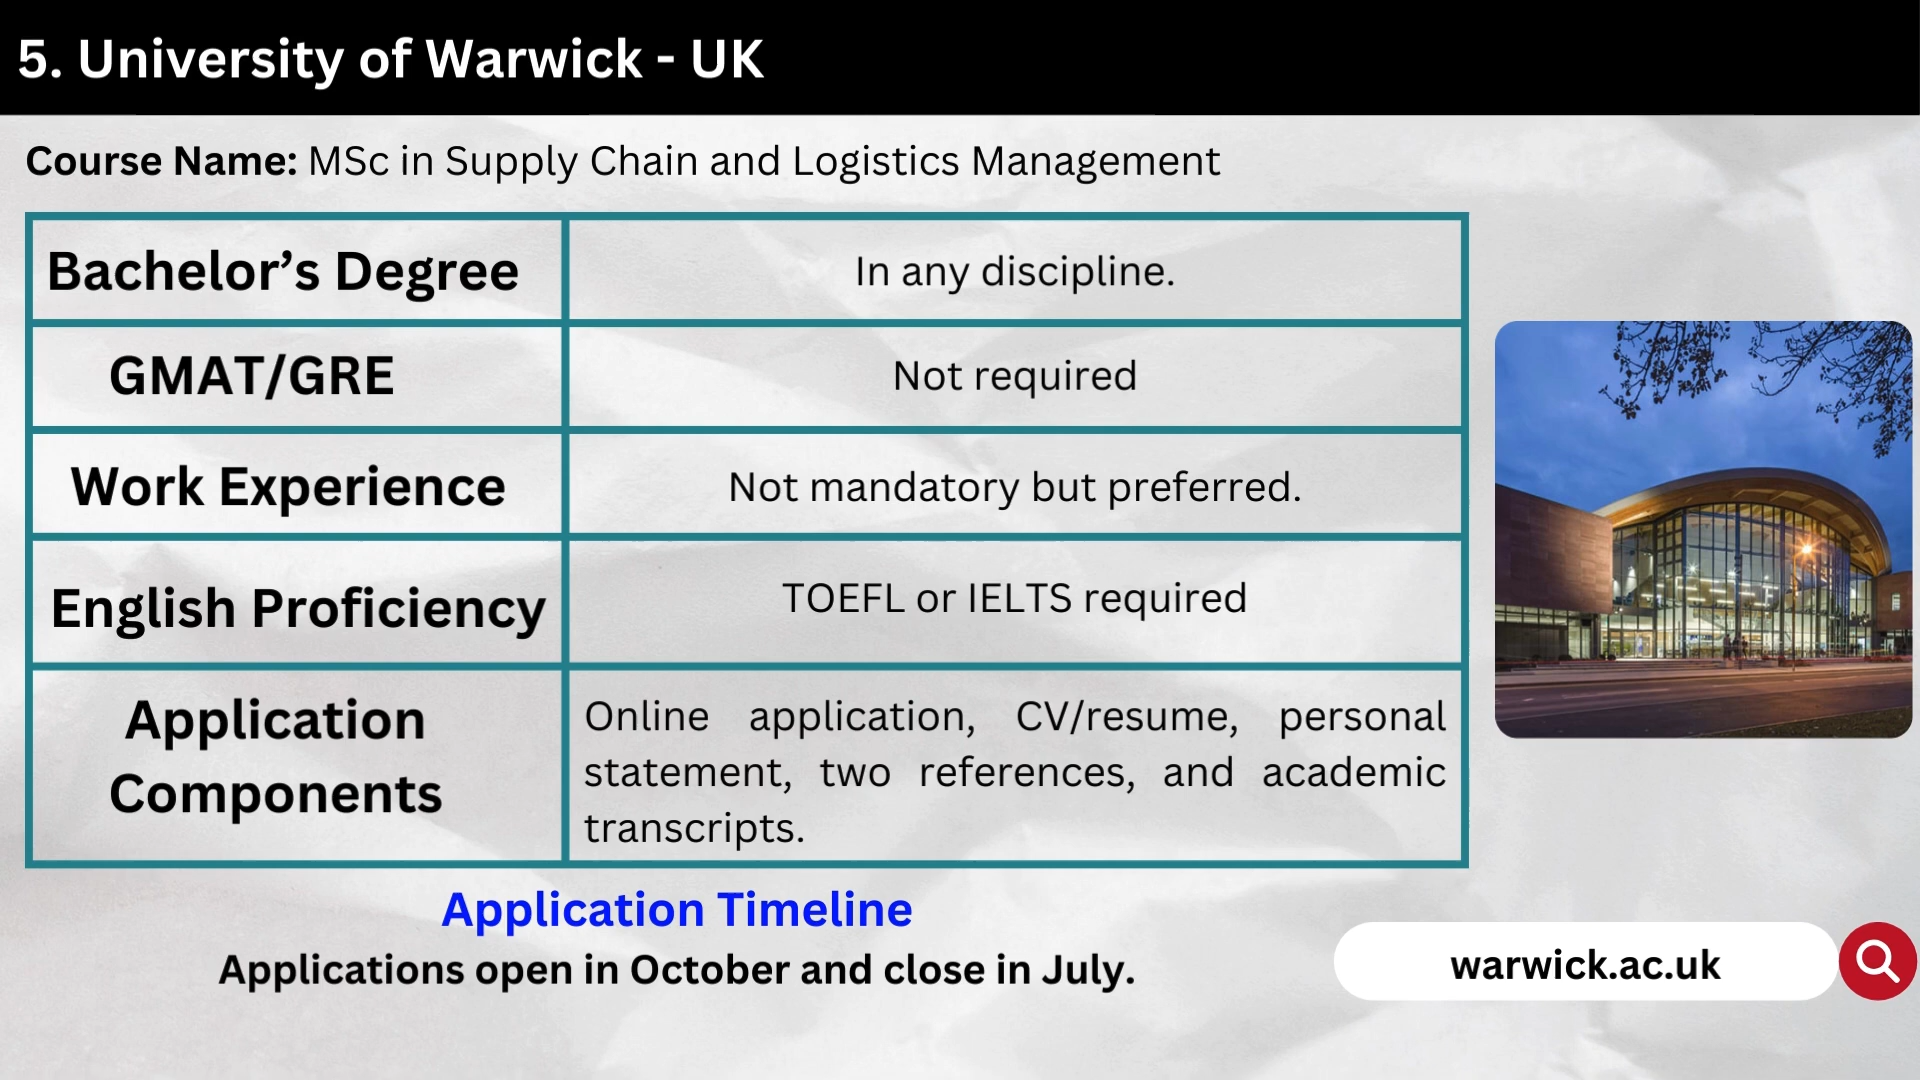 5. University of Warwick - UK
Course Name: MSc in Supply Chain and Logistics Management
Bachelor’s Degree
In any discipline.
GMAT/GRE
Not required
Work Experience
Not mandatory but preferred.
English Proficiency
TOEFL or IELTS required
Application
Components
Online application, CV/resume, personal
statement, two references, and academic
transcripts.
Application Timeline
Applications open in October and close in July.
warwick.ac.uk